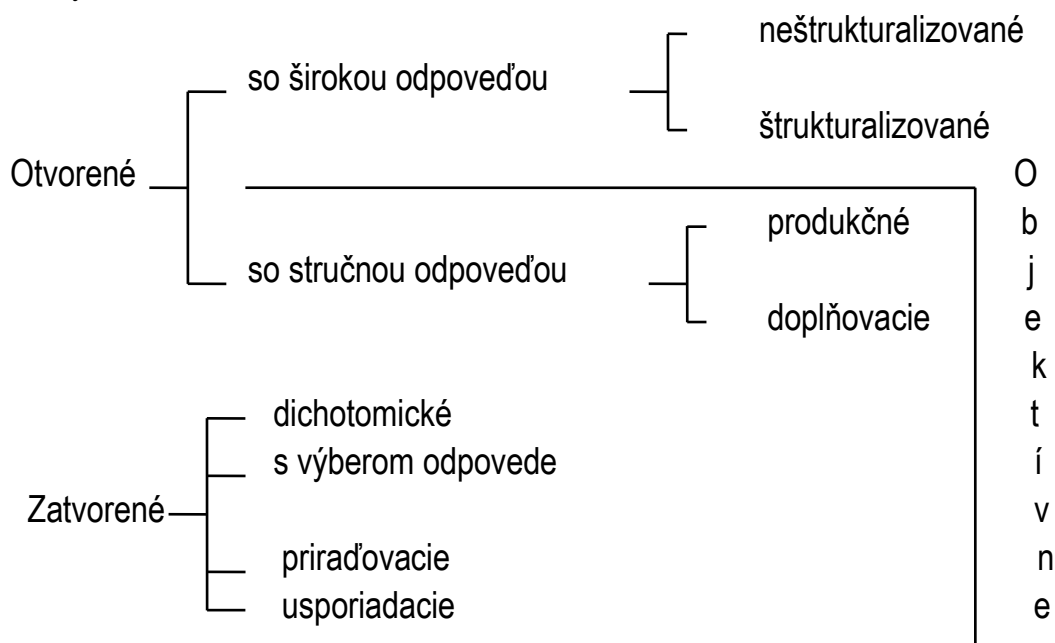 neštrukturalizované
so širokou odpoveďou
štrukturalizované
Otvorené
produkčné
so stručnou odpoveďou
doplňovacie
dichotomické
s výberom odpovede
Zatvorené
priraďovacie
usporiadacie
O
b
j
e
k
t
í
v
n
e